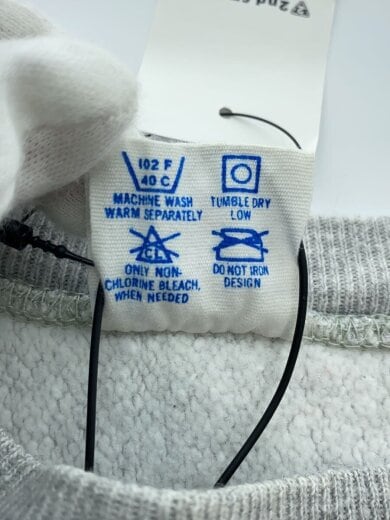 2nd
102 F
40 C
MACHINE WASH
WARM SEPARATELY
TUMBLE DRY
LOW
CL
ONLY NON-
CHLORINE BLEACH,
WHEN NEEDED
DO NOT IRON
DESIGN